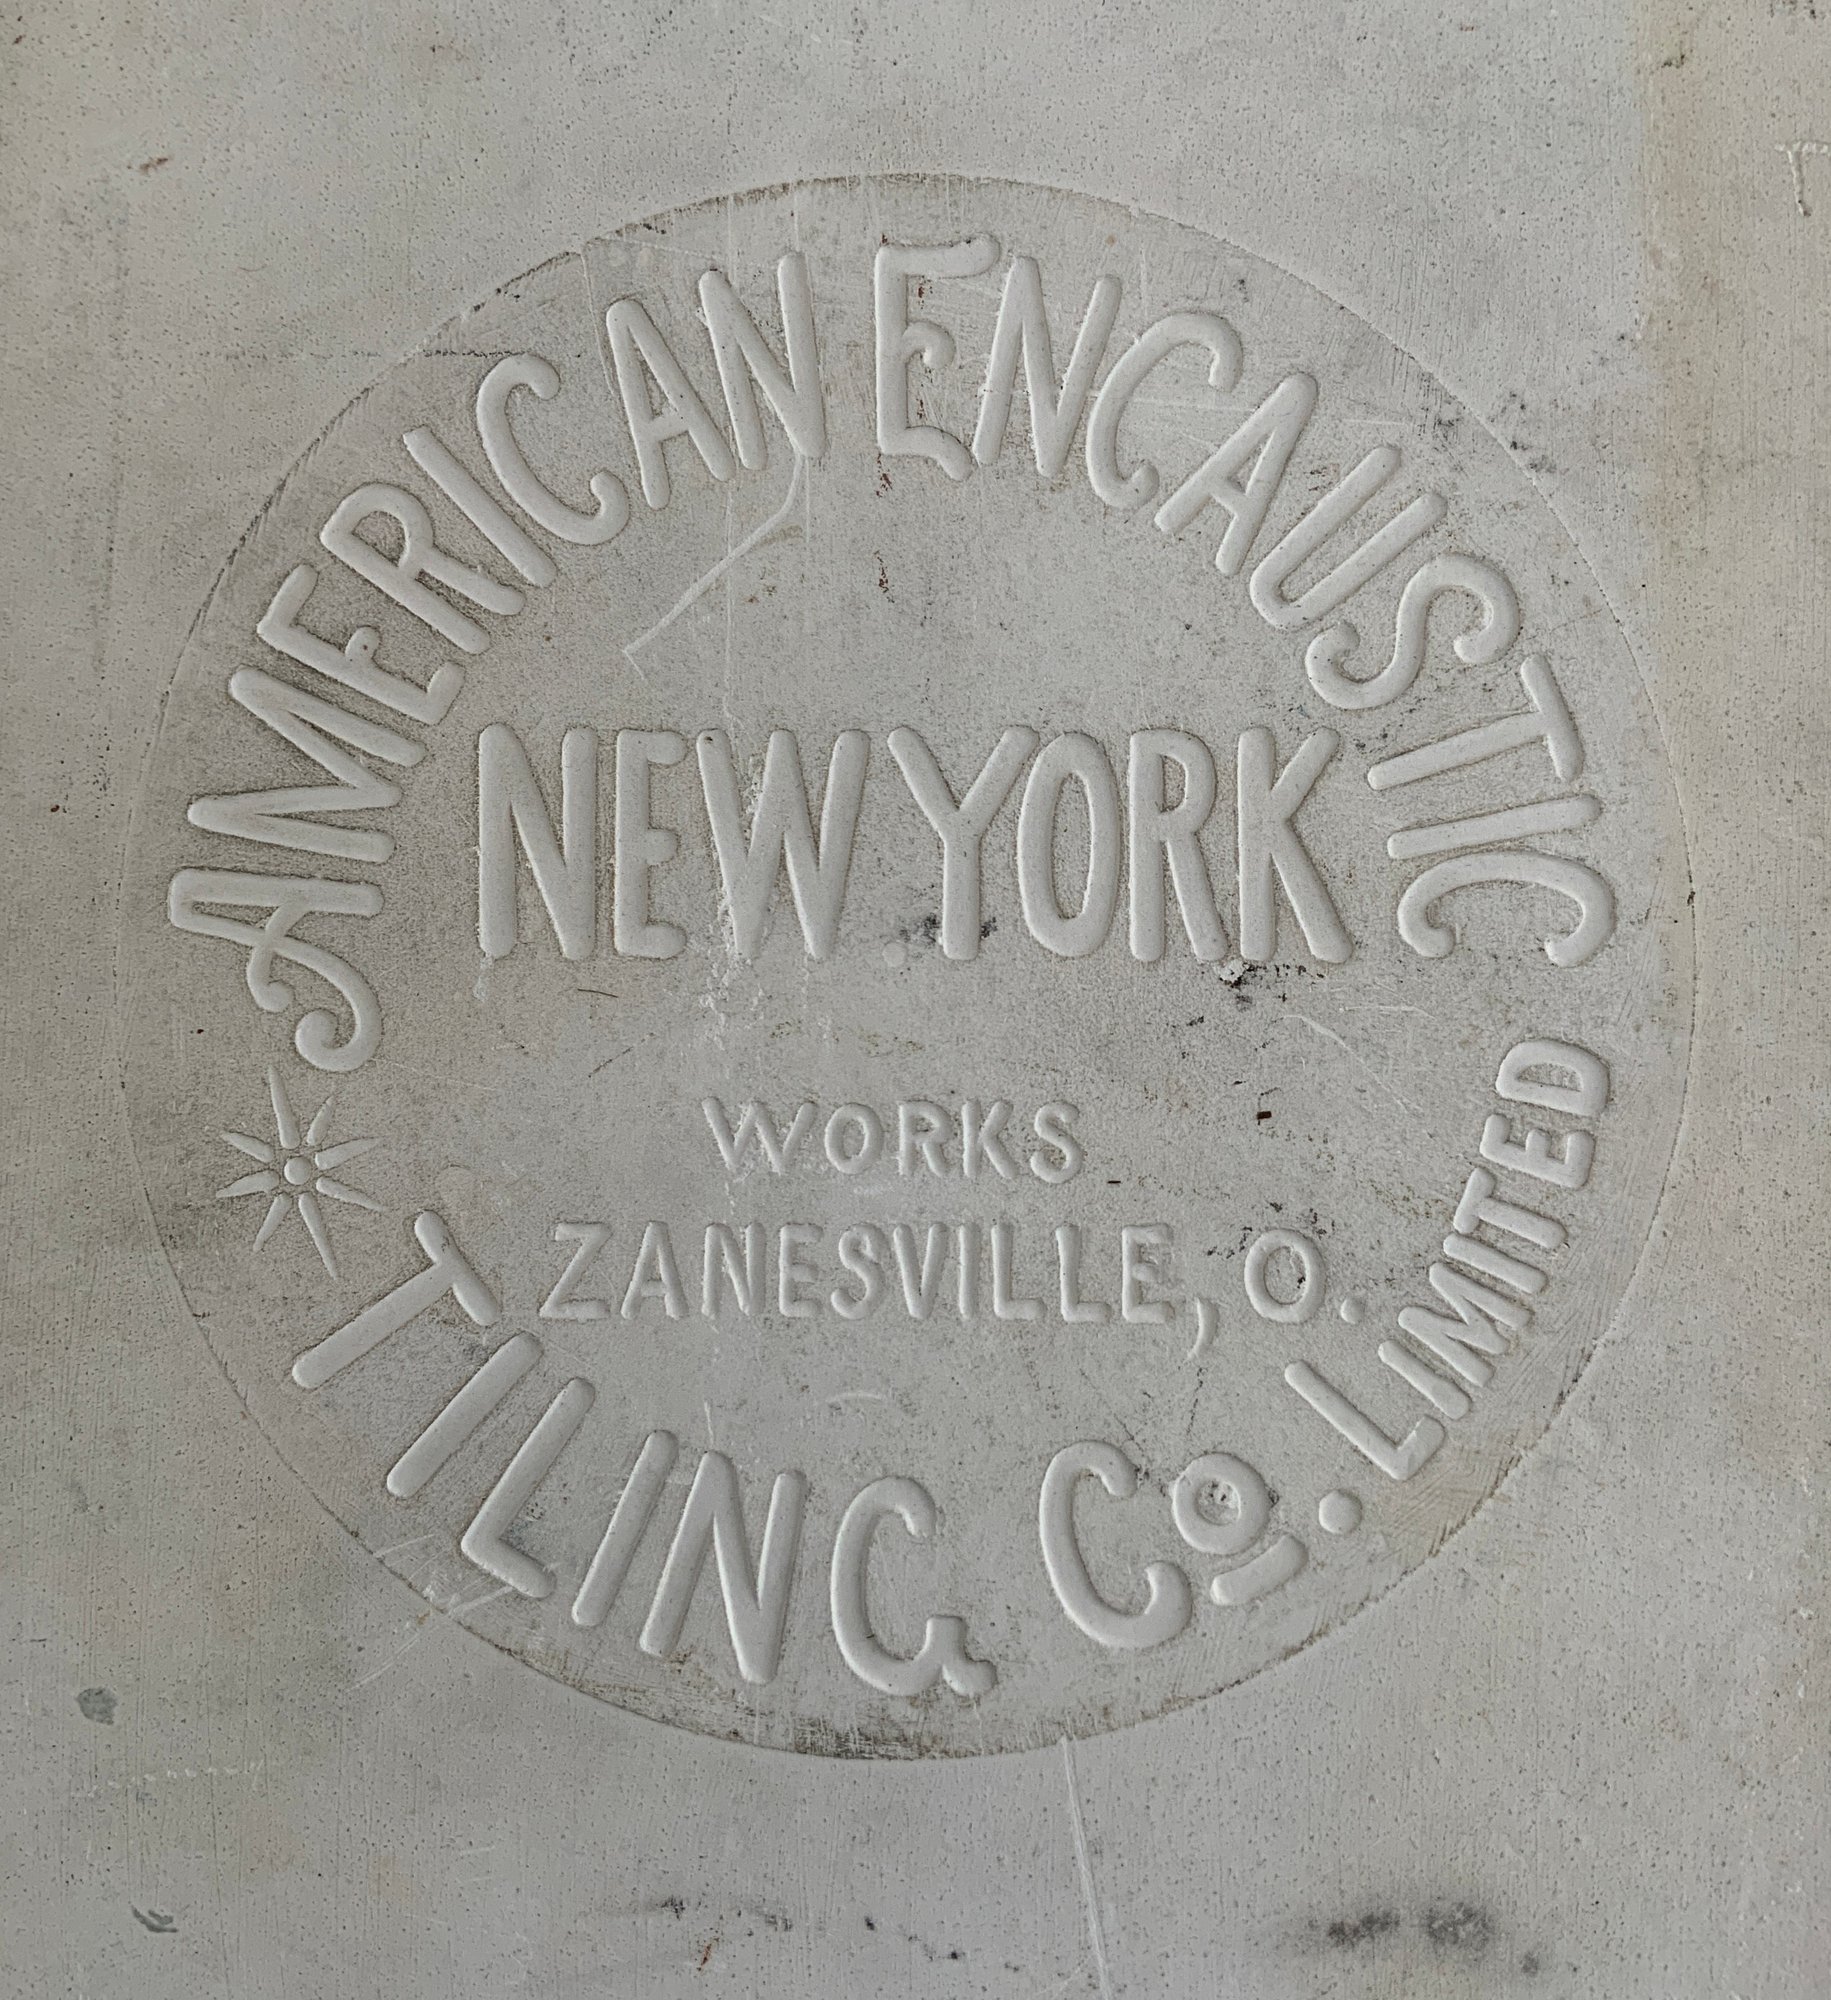 AMERICAN ENCAUSTIC
TILING Co. LIMITED
NEW YORK
WORKS
ZANESVILLE, O.